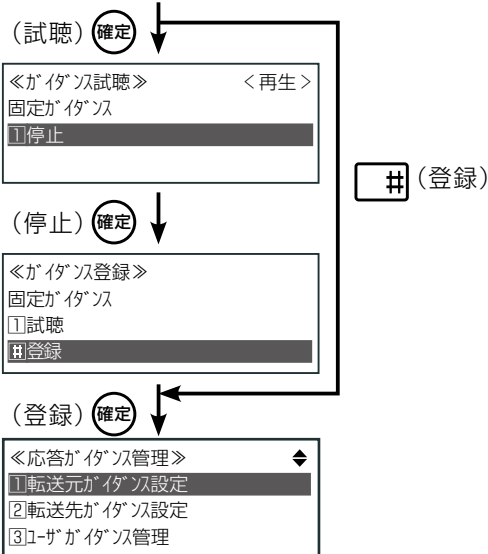 （試聴）確定
≪ｶﾞｲﾀﾞﾝｽ試聴≫ ＜再生＞
固定ｶﾞｲﾀﾞﾝｽ
1停止
#（登録）
（停止）確定
≪ｶﾞｲﾀﾞﾝｽ登録≫
固定ｶﾞｲﾀﾞﾝｽ
1試聴
#登録
（登録）確定
≪応答ｶﾞｲﾀﾞﾝｽ管理≫
1転送元ｶﾞｲﾀﾞﾝｽ設定
2転送先ｶﾞｲﾀﾞﾝｽ設定
3ﾕｰｻﾞｶﾞｲﾀﾞﾝｽ管理